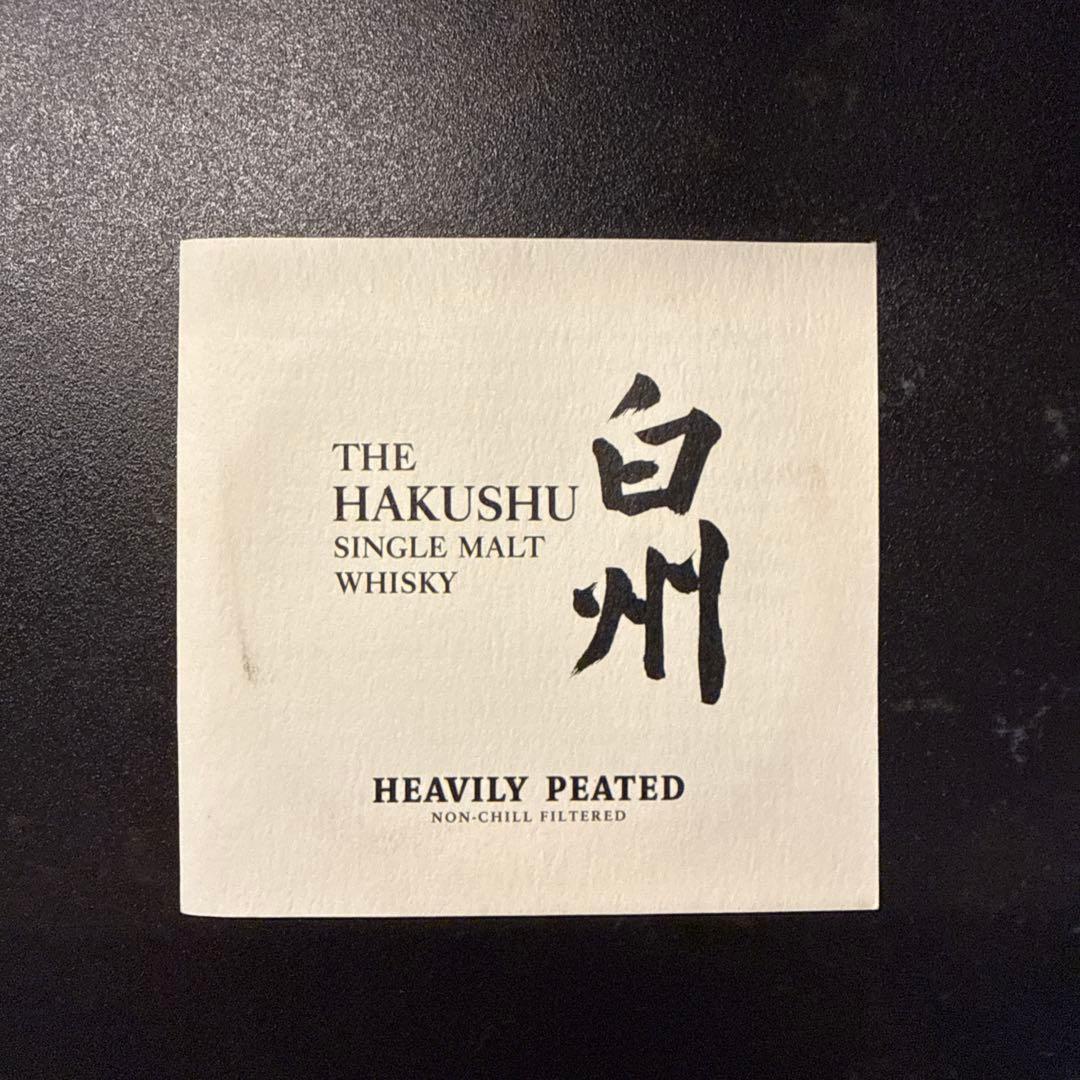 THE
HAKUSHU
SINGLE MALT
WHISKY
白州
HEAVILY PEATED
NON-CHILL FILTERED